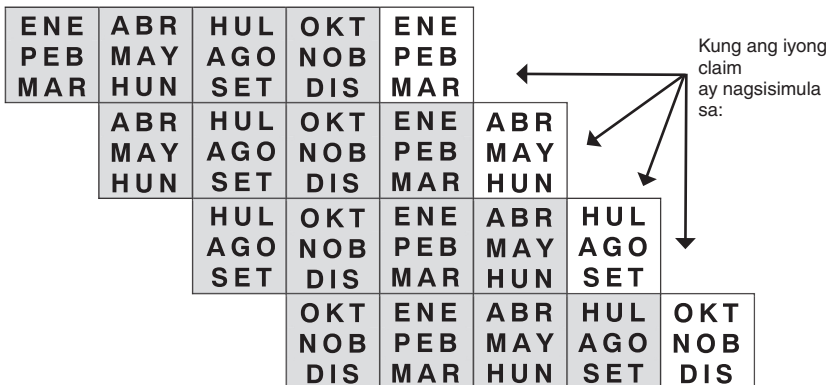 ENE ABR HUL OKT ENE
PEB MAY AGO NOB PEB
MAR HUN SET DIS MAR
Kung ang iyong
claim
ay nagsisimula
sa:
ABR HUL OKT ENE ABR
MAY AGO NOB PEB MAY
HUN SET DIS MAR HUN
HUL OKT ENE ABR HUL
AGO NOB PEB MAY AGO
SET DIS MAR HUN SET
OKT ENE ABR HUL OKT
NOB PEB MAY AGO NOB
DIS MAR HUN SET DIS